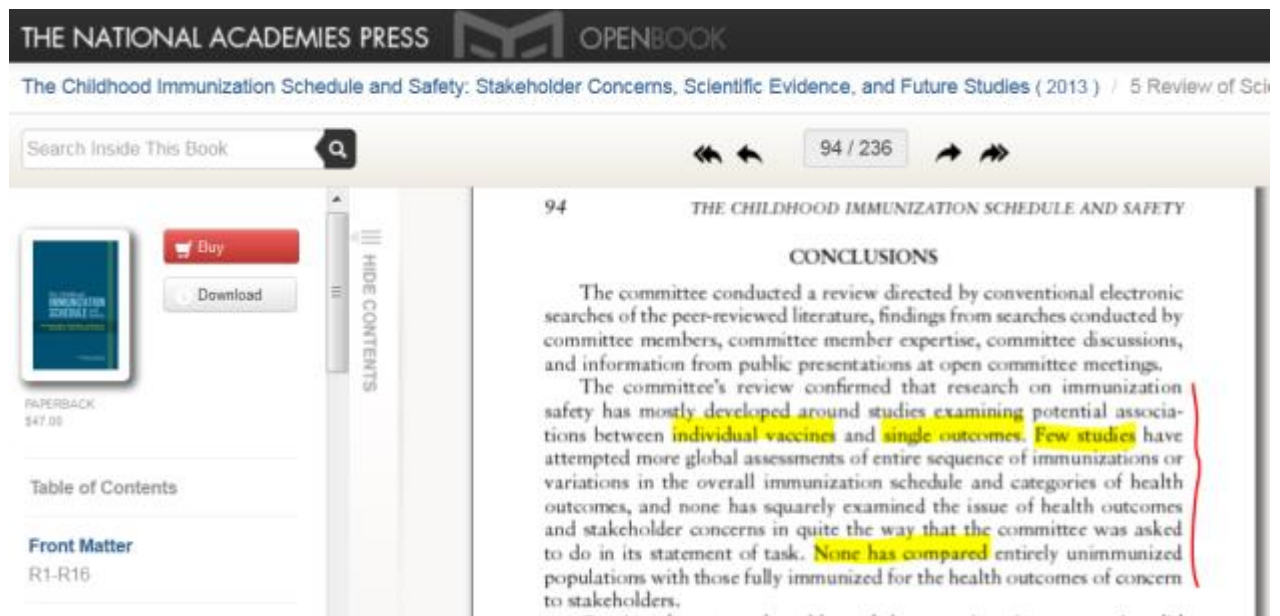 THE NATIONAL ACADEMIES PRESS OPENBOOK
The Childhood Immunization Schedule and Safety: Stakeholder Concerns, Scientific Evidence, and Future Studies ( 2013 ) / 5 Review of Scie
Search Inside This Book
94 / 236
Buy
Download
HIDE CONTENTS
IMMUNIZATION
SCHEDULE
PAPERBACK
$47.00
Table of Contents
Front Matter
R1-R16
94 THE CHILDHOOD IMMUNIZATION SCHEDULE AND SAFETY
CONCLUSIONS
The committee conducted a review directed by conventional electronic
searches of the peer-reviewed literature, findings from searches conducted by
committee members, committee member expertise, committee discussions,
and information from public presentations at open committee meetings.
The committee's review confirmed that research on immunization
safety has mostly developed around studies examining potential associa-
tions between individual vaccines and single outcomes. Few studies have
attempted more global assessments of entire sequence of immunizations or
variations in the overall immunization schedule and categories of health
outcomes, and none has squarely examined the issue of health outcomes
and stakeholder concerns in quite the way that the committee was asked
to do in its statement of task. None has compared entirely unimmunized
populations with those fully immunized for the health outcomes of concern
to stakeholders.